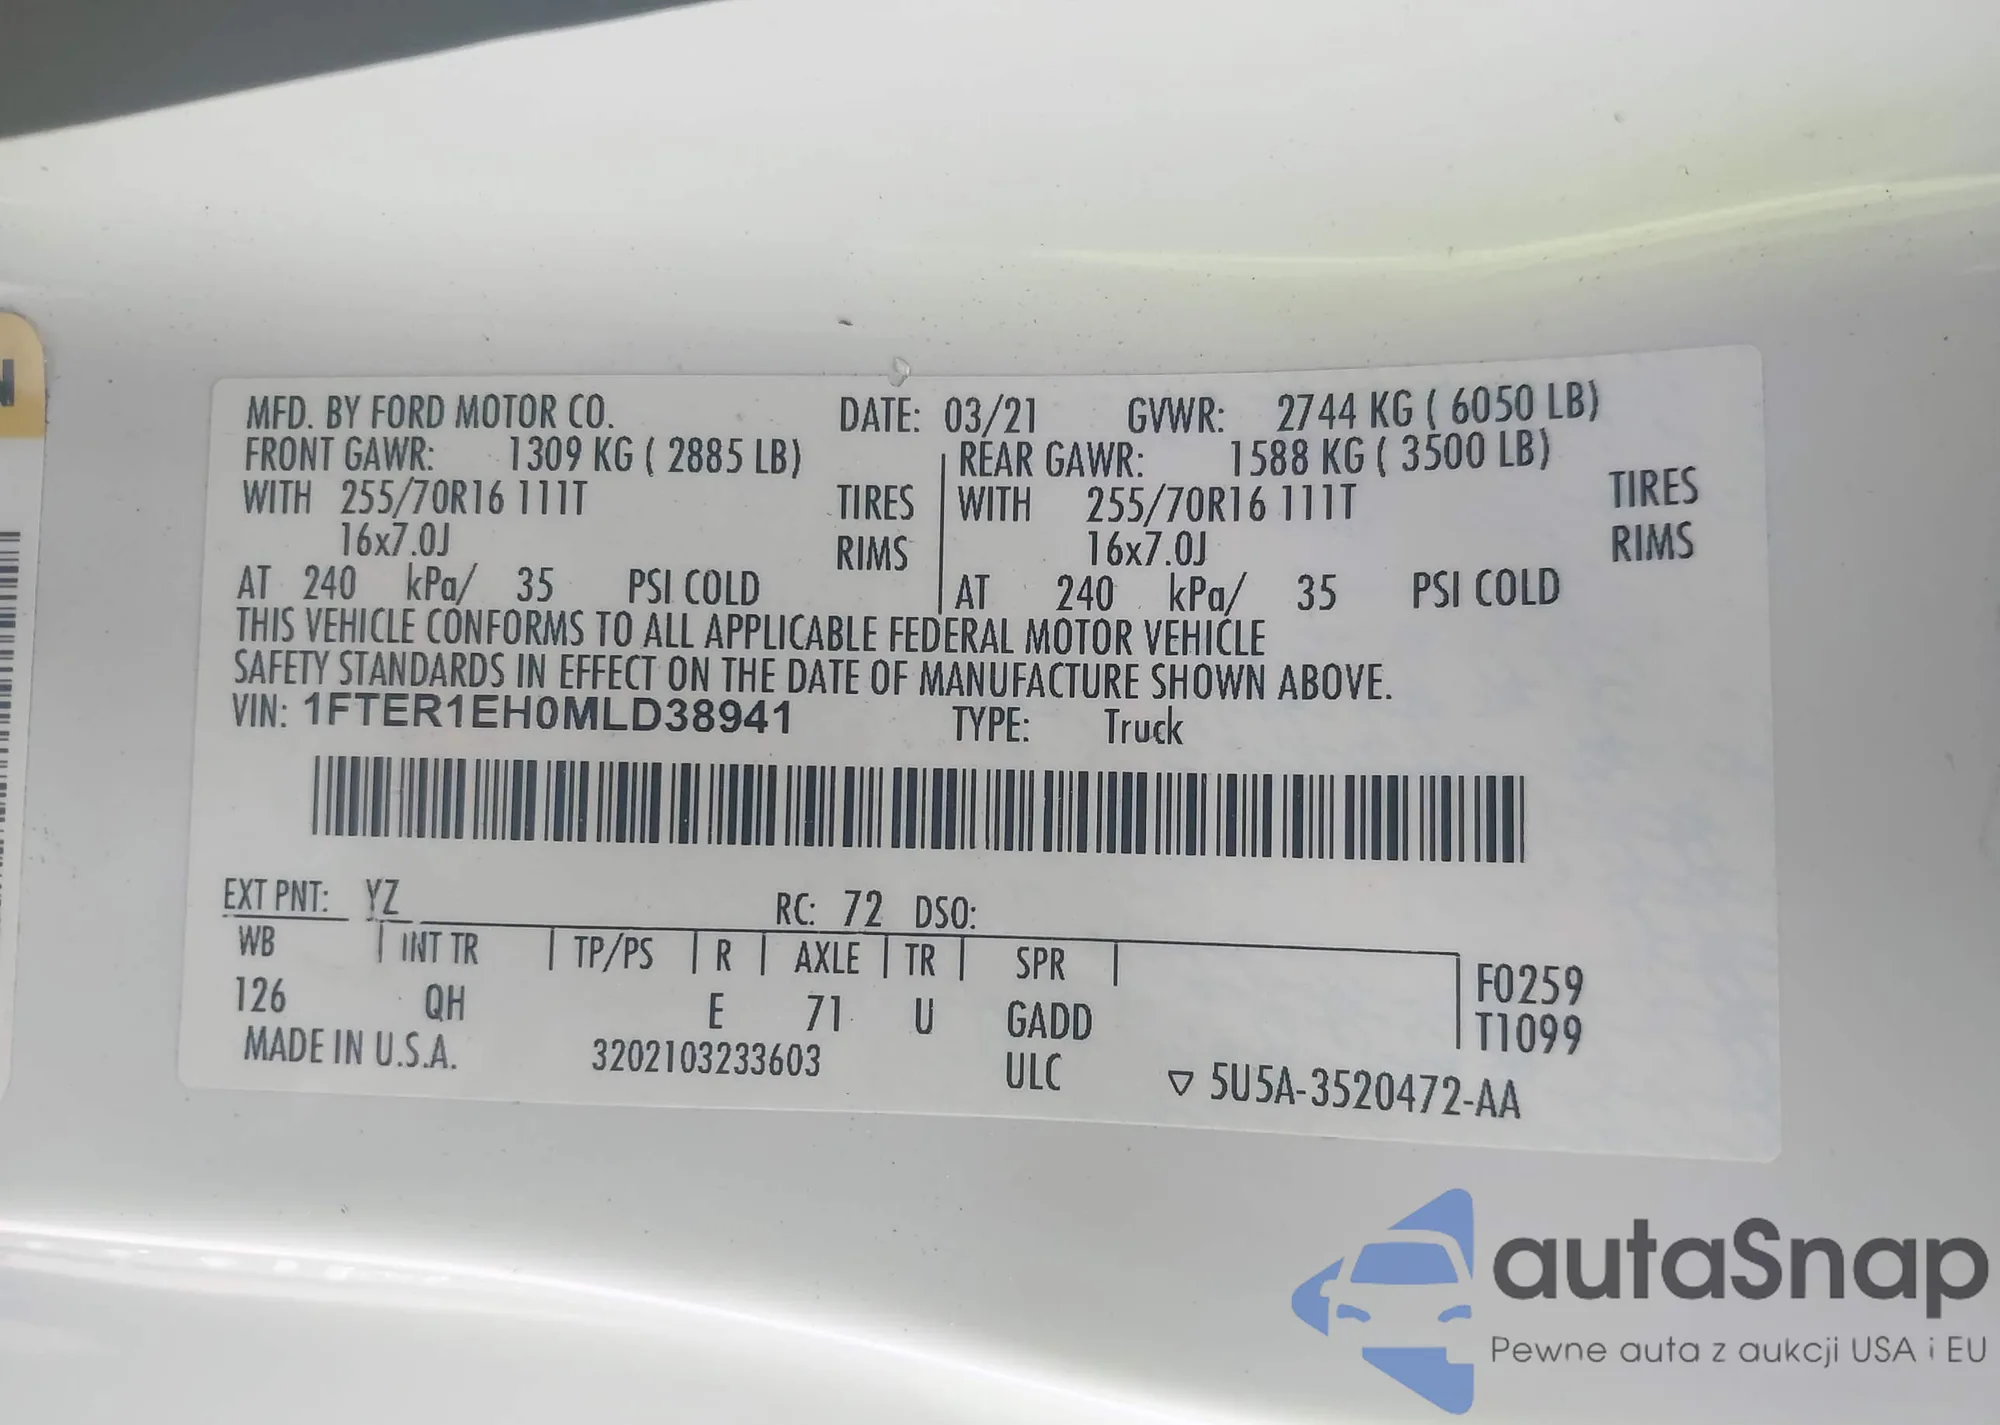 MFD. BY FORD MOTOR CO. DATE: 03/21 GVWR: 2744 KG ( 6050 LB)
FRONT GAWR: 1309 KG ( 2885 LB) REAR GAWR: 1588 KG ( 3500 LB)
WITH 255/70R16 111T TIRES WITH 255/70R16 111T TIRES
16x7.0J RIMS 16x7.0J RIMS
AT 240 kPa/ 35 PSI COLD AT 240 kPa/ 35 PSI COLD
THIS VEHICLE CONFORMS TO ALL APPLICABLE FEDERAL MOTOR VEHICLE
SAFETY STANDARDS IN EFFECT ON THE DATE OF MANUFACTURE SHOWN ABOVE.
VIN: 1FTER1EH0MLD38941 TYPE: Truck
EXT PNT: YZ RC: 72 DSO:
WB INT TR TP/PS R AXLE TR SPR
126 QH E 71 U GADD F0259
T1099
MADE IN U.S.A. 3202103233603 ULC
▽ 5U5A-3520472-AA
N
autaSnap
Pewne auta z aukcji USA i EU